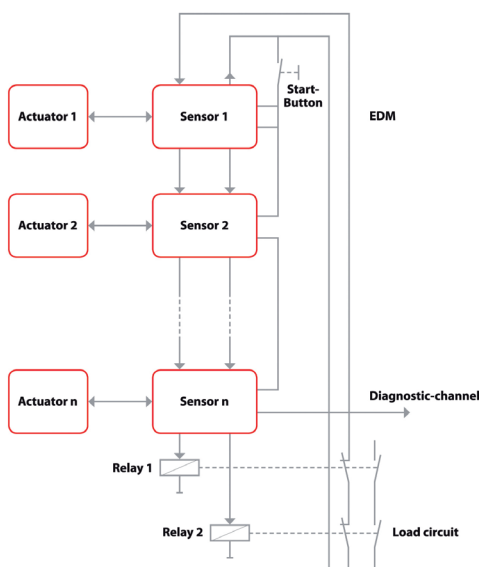 Start-
Button
Actuator 1
Sensor 1
EDM
Actuator 2
Sensor 2
Actuator n
Sensor n
Diagnostic-channel
Relay 1
Relay 2
Load circuit